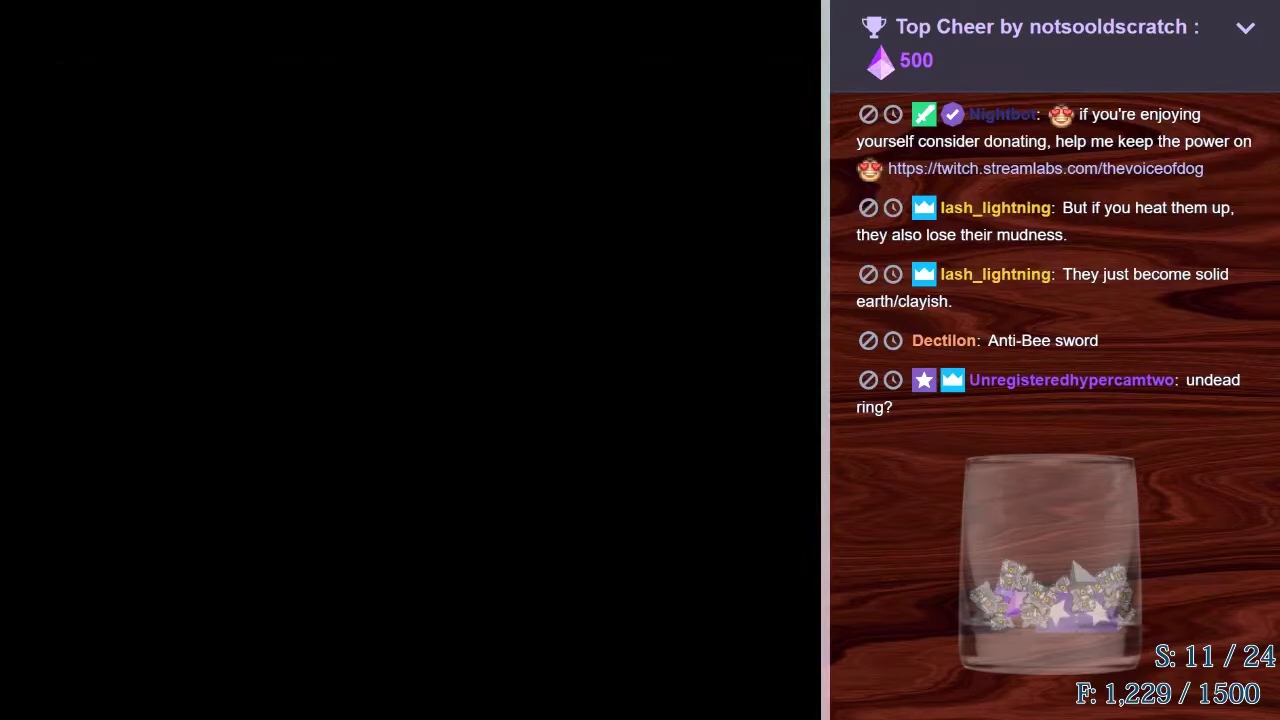 Top Cheer by notsooldscratch :
500
Nightbot: if you're enjoying
yourself consider donating, help me keep the power on
https://twitch.streamlabs.com/thevoiceofdog
lash_lightning: But if you heat them up,
they also lose their mudness.
lash_lightning: They just become solid
earth/clayish.
Dectilon: Anti-Bee sword
Unregisteredhypercamtwo: undead
ring?
S: 11 / 24
F: 1,229 / 1500